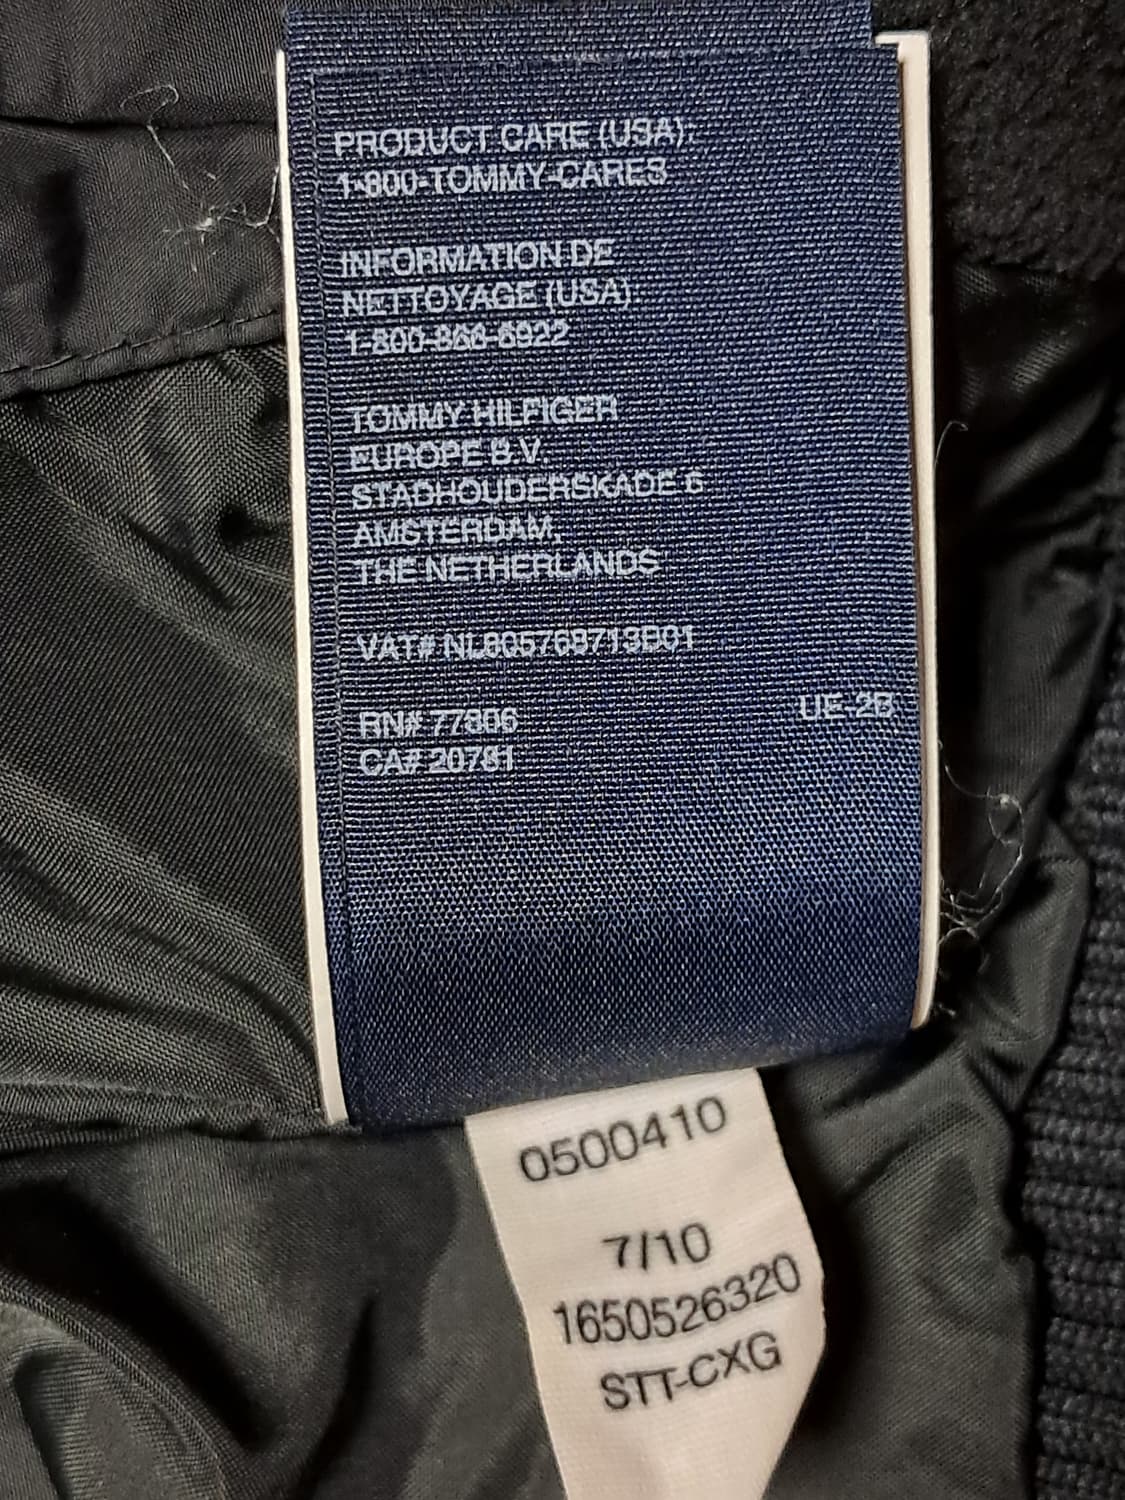 PRODUCT CARE (USA):
1-800-TOMMY-CARES
INFORMATION DE
NETTOYAGE (USA)
1-800-866-6922
TOMMY HILFIGER
EUROPE B.V.
STADHOUDERSKADE 6
AMSTERDAM,
THE NETHERLANDS
VAT# NL805768713B01
RN# 77806
UE-2B
CA# 20781
0500410
7/10
1650526320
STT-CXG